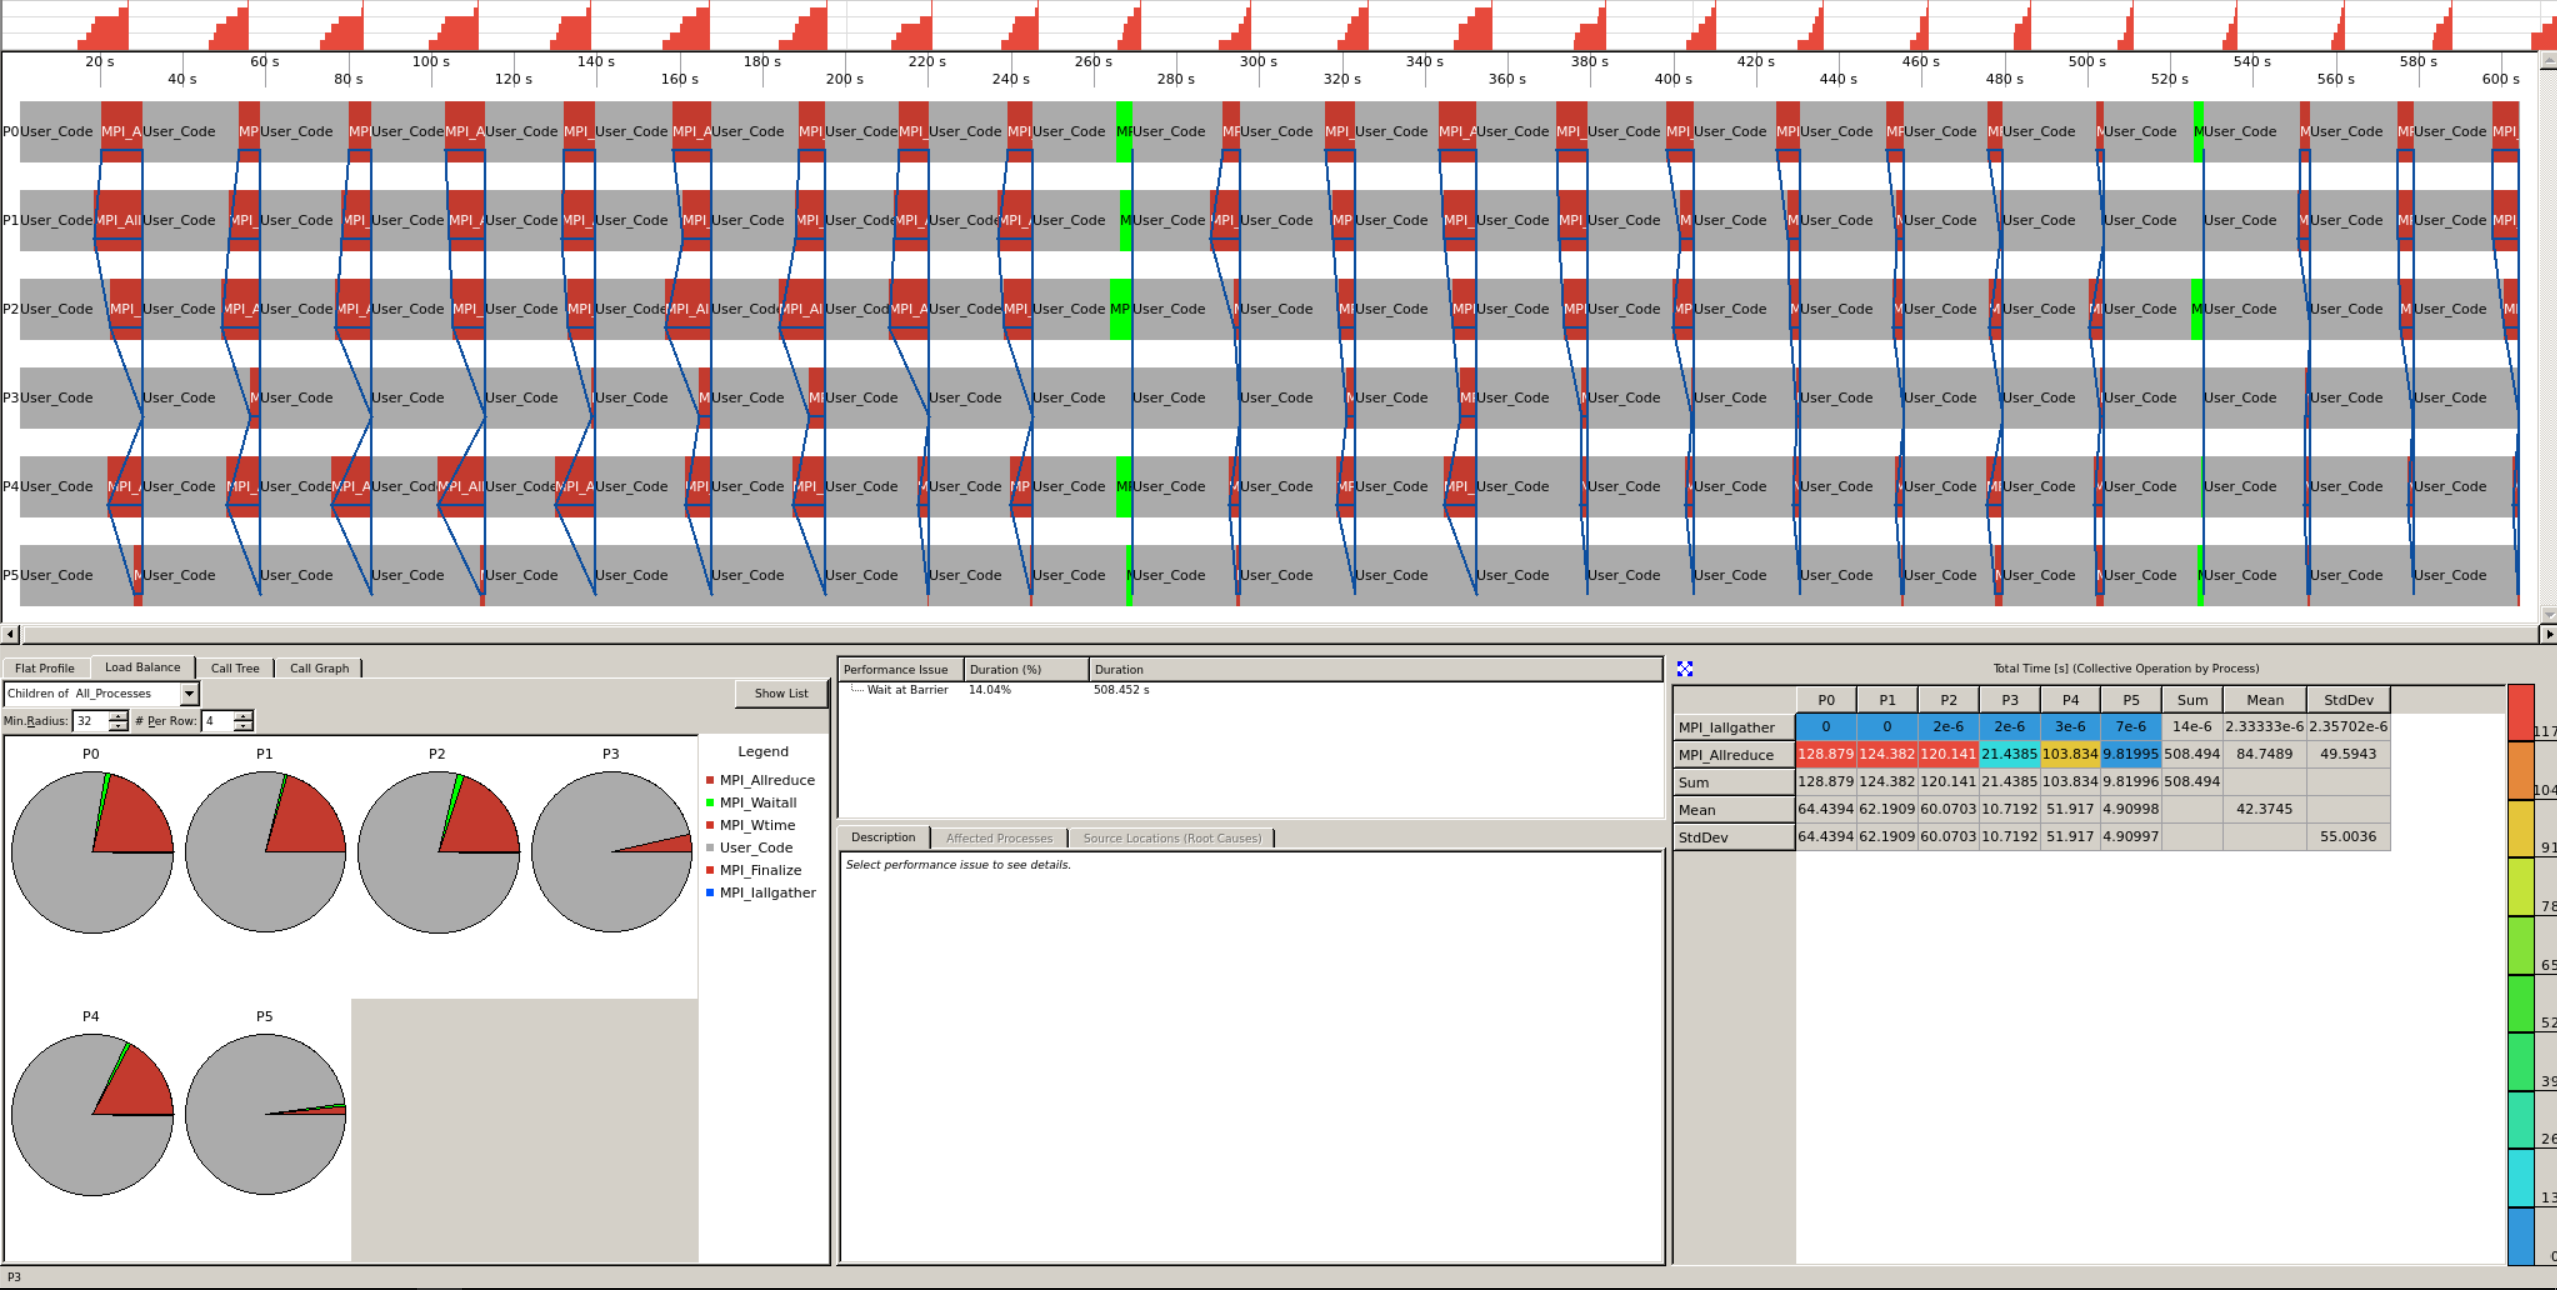 20 s 60 s 100 s 140 s 180 s 220 s 260 s 300 s 340 s 380 s 420 s 460 s 500 s 540 s 580 s
40 s 80 s 120 s 160 s 200 s 240 s 280 s 320 s 360 s 400 s 440 s 480 s 520 s 560 s 600 s
P0 User_Code MPI_A User_Code MP User_Code MPI User_Code MPI_A User_Code MPI_ User_Code MPI_A User_Code MPI User_Code MPI_ User_Code MPI User_Code User_Code User_Code MPI_ User_Code MPI_A User_Code MPI_ User_Code MPI_ User_Code MPI User_Code User_Code User_Code User_Code User_Code User_Code User_Code MPI_
P1 User_Code MPI_All User_Code MPI_ User_Code MPI_ User_Code MPI_ User_Code MPI_ User_Code MPI_ User_Code MPI_ User_Code MPI_ User_Code MPI_ User_Code M User_Code MPI_ User_Code MP User_Code MPI_ User_Code MPI_ User_Code M User_Code M User_Code User_Code User_Code User_Code User_Code M User_Code User_Code MPI
P2 User_Code MPI_ User_Code MPI_A User_Code MPI_ User_Code MPI_ User_Code MPI_ User_Code MPI_Al User_Code MPI_Al User_Code MPI_A User_Code MPI_ User_Code MP User_Code User_Code User_Code MPI User_Code MPI User_Code MP User_Code User_Code User_Code User_Code User_Code M User_Code User_Code User_Code
P3 User_Code User_Code User_Code User_Code User_Code User_Code User_Code User_Code User_Code User_Code User_Code User_Code User_Code User_Code User_Code User_Code User_Code User_Code User_Code User_Code User_Code User_Code User_Code
P4 User_Code MPI_ User_Code MPI_ User_Code MPI_A User_Code MPI_All User_Code MPI_A User_Code MPI_ User_Code MPI_ User_Code User_Code MP User_Code User_Code User_Code User_Code MPI_ User_Code User_Code User_Code User_Code User_Code User_Code User_Code User_Code User_Code User_Code
P5 User_Code User_Code User_Code User_Code User_Code User_Code User_Code User_Code User_Code User_Code User_Code User_Code User_Code User_Code User_Code User_Code User_Code User_Code User_Code User_Code User_Code User_Code User_Code
Flat Profile Load Balance Call Tree Call Graph
Children of All_Processes Show List
Min.Radius: 32 # Per Row: 4
P0 P1 P2 P3
P4 P5
Legend
MPI_Allreduce
MPI_Waitall
MPI_Wtime
User_Code
MPI_Finalize
MPI_Iallgather
Performance Issue Duration (%) Duration
Wait at Barrier 14.04% 508.452 s
Description Affected Processes Source Locations (Root Causes)
Select performance issue to see details.
Total Time [s] (Collective Operation by Process)
P0 P1 P2 P3 P4 P5 Sum Mean StdDev
MPI_Iallgather 0 0 2e-6 2e-6 3e-6 7e-6 14e-6 2.33333e-6 2.35702e-6
MPI_Allreduce 128.879 124.382 120.141 21.4385 103.834 9.81995 508.494 84.7489 49.5943
Sum 128.879 124.382 120.141 21.4385 103.834 9.81996 508.494
Mean 64.4394 62.1909 60.0703 10.7192 51.917 4.90998 42.3745
StdDev 64.4394 62.1909 60.0703 10.7192 51.917 4.90997 55.0036
117
104
91
78
65
52
39
26
13
0
P3